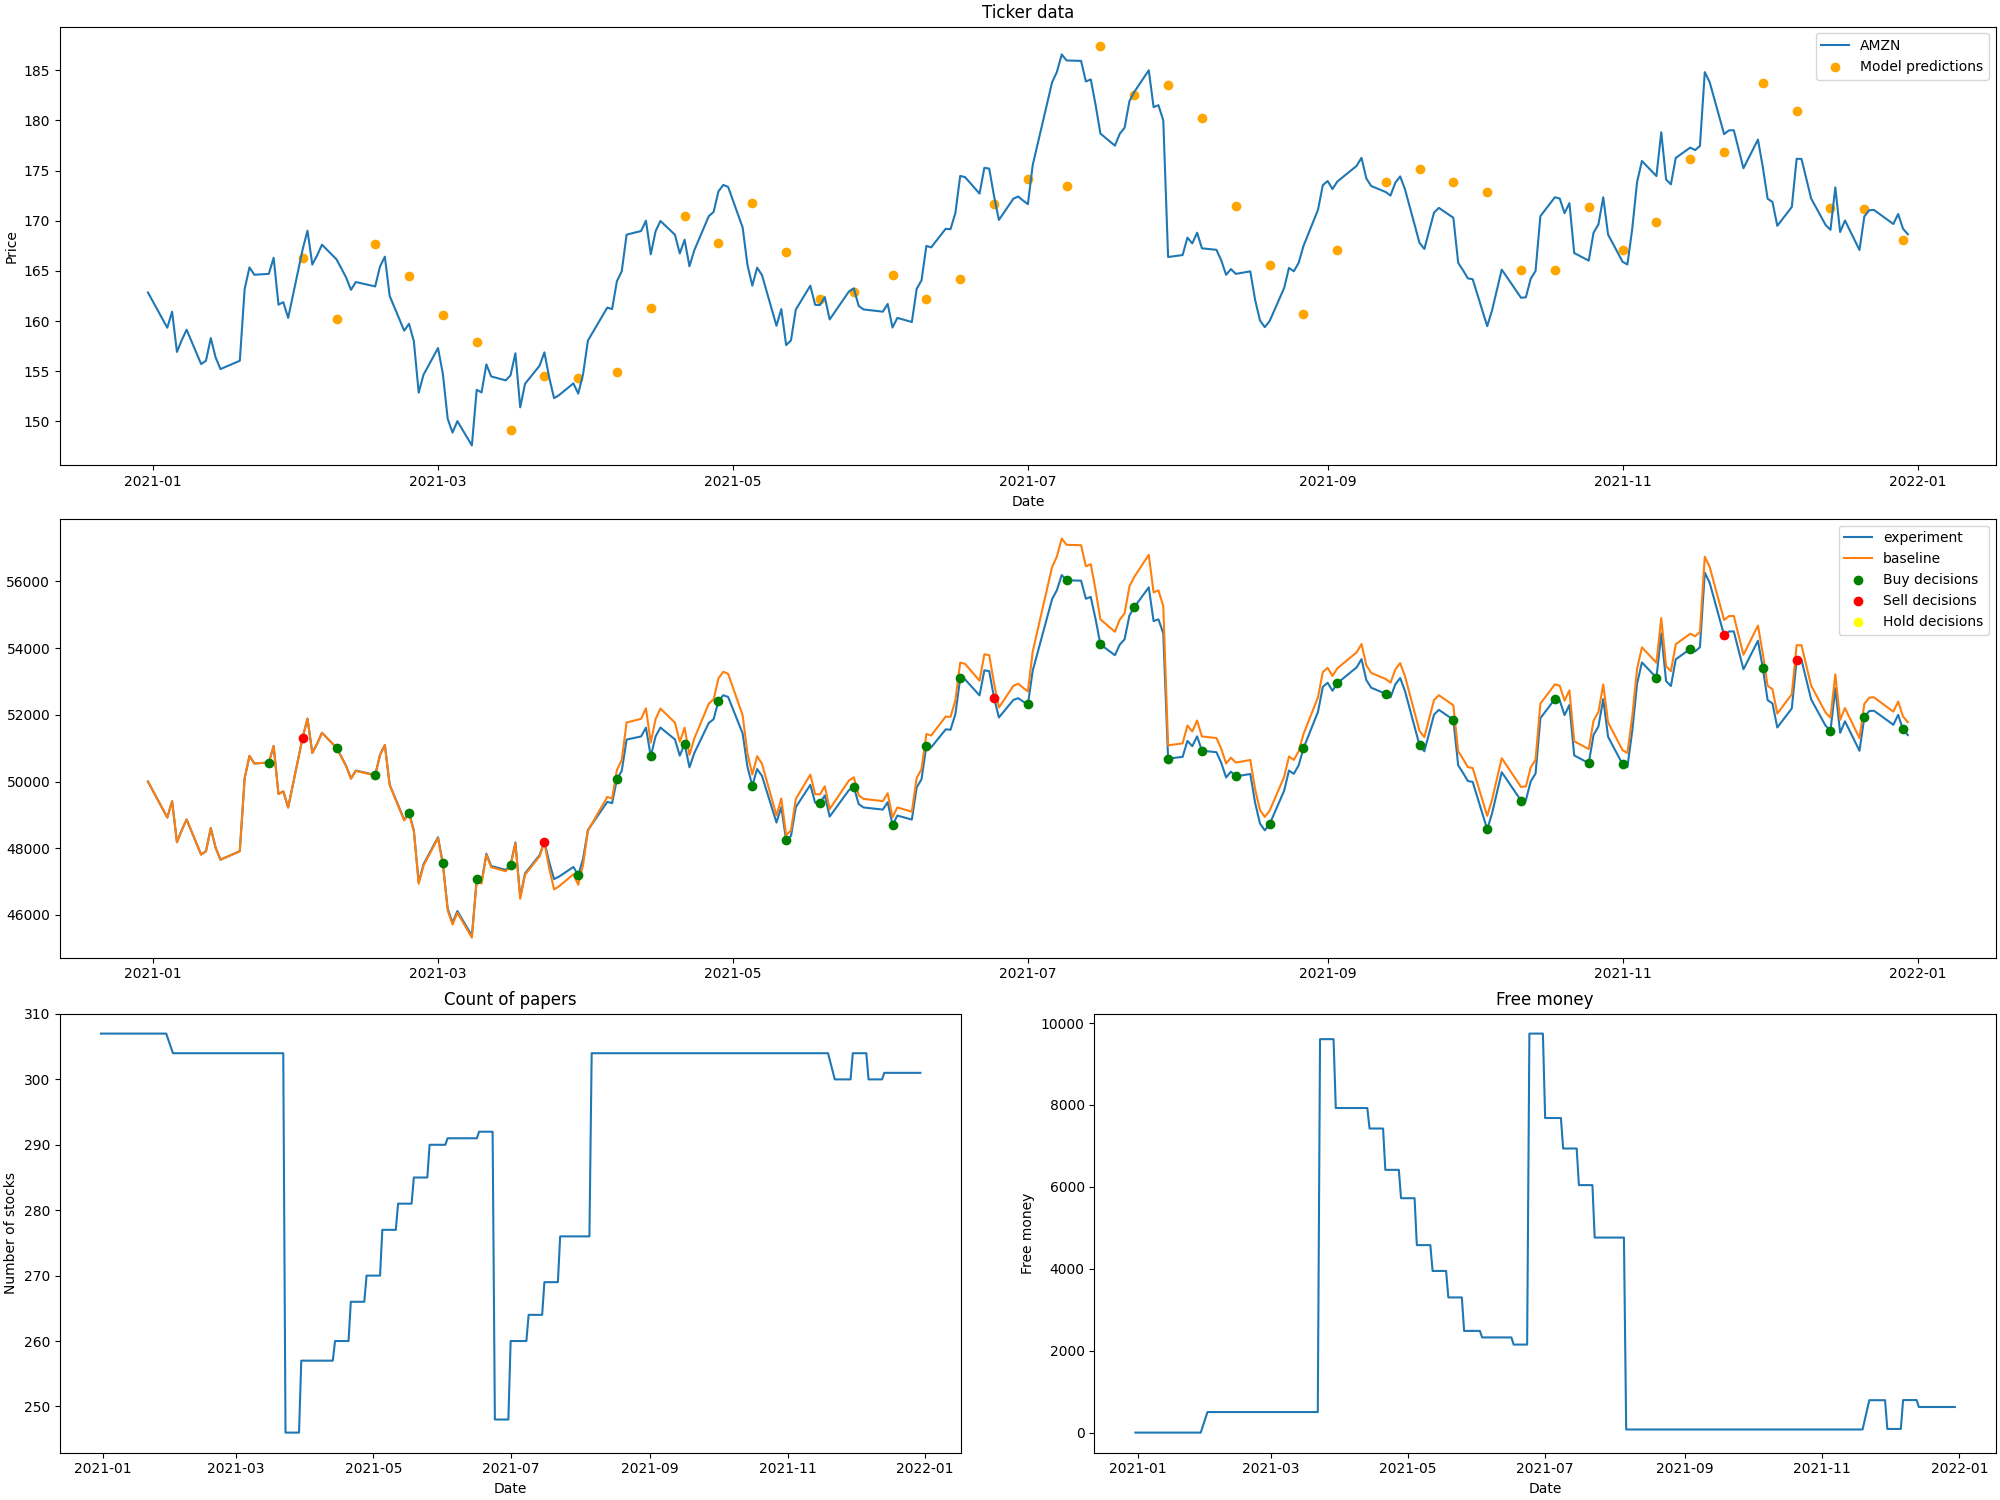 Ticker data
AMZN
Model predictions
185
180
175
170
165
160
155
150
Price
2021-01 2021-03 2021-05 2021-07 2021-09 2021-11 2022-01
Date
experiment
baseline
Buy decisions
Sell decisions
Hold decisions
56000
54000
52000
50000
48000
46000
2021-01 2021-03 2021-05 2021-07 2021-09 2021-11 2022-01
Count of papers
310
300
290
280
270
260
250
Number of stocks
2021-01 2021-03 2021-05 2021-07 2021-09 2021-11 2022-01
Date
Free money
10000
8000
6000
4000
2000
0
Free money
2021-01 2021-03 2021-05 2021-07 2021-09 2021-11 2022-01
Date